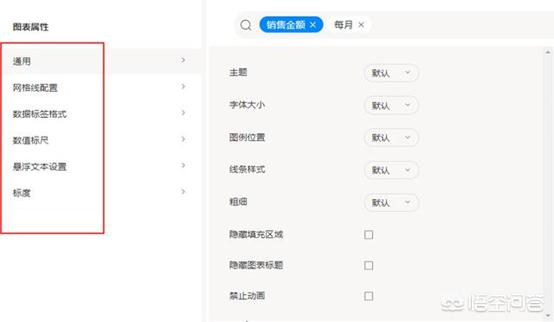 图表属性
通用
网格线配置
数据标签格式
数值标尺
悬浮文本设置
标度
销售金额 × 每月 ×
主题 默认
字体大小 默认
图例位置 默认
线条样式 默认
粗细 默认
隐藏填充区域
隐藏图表标题
禁止动画
悟空问答